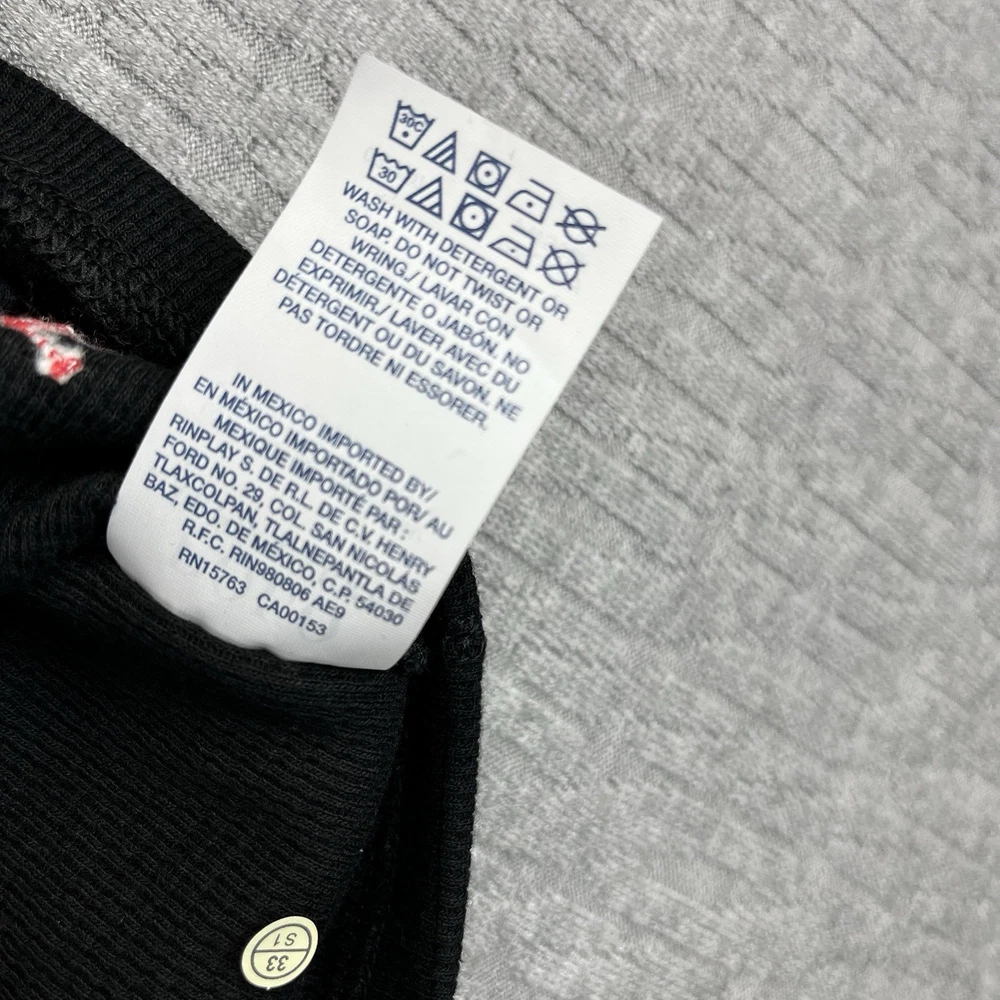 30C
30
WASH WITH DETERGENT OR
SOAP. DO NOT TWIST OR
WRING./ LAVAR CON
DETERGENTE O JABÓN. NO
EXPRIMIR./ LAVER AVEC DU
DÉTERGENT OU DU SAVON. NE
PAS TORDRE NI ESSORER.
IN MEXICO IMPORTED BY/
EN MÉXICO IMPORTADO POR/ AU
MEXIQUE IMPORTÉ PAR :
RINPLAY S. DE R.L. DE C.V. HENRY
FORD NO. 29, COL. SAN NICOLÁS
TLAXCOLPAN, TLALNEPANTLA DE
BAZ, EDO. DE MÉXICO, C.P. 54030
R.F.C. RIN980806 AE9
RN15763 CA00153
33
S1